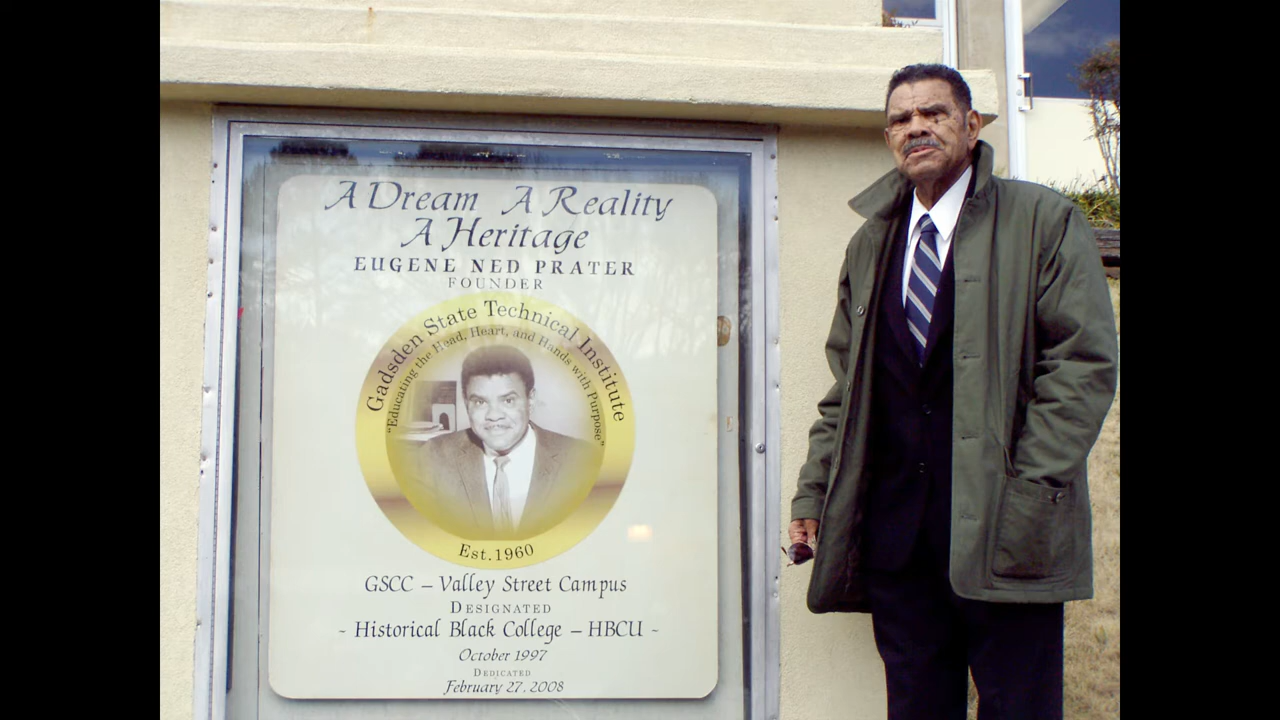 A Dream A Reality
A Heritage
EUGENE NED PRATER
FOUNDER
Gadsden State Technical Institute
"Educating the Head, Heart, and Hands with Purpose"
Est. 1960
GSCC – Valley Street Campus
DESIGNATED
~ Historical Black College – HBCU ~
October 1997
DEDICATED
February 27, 2008